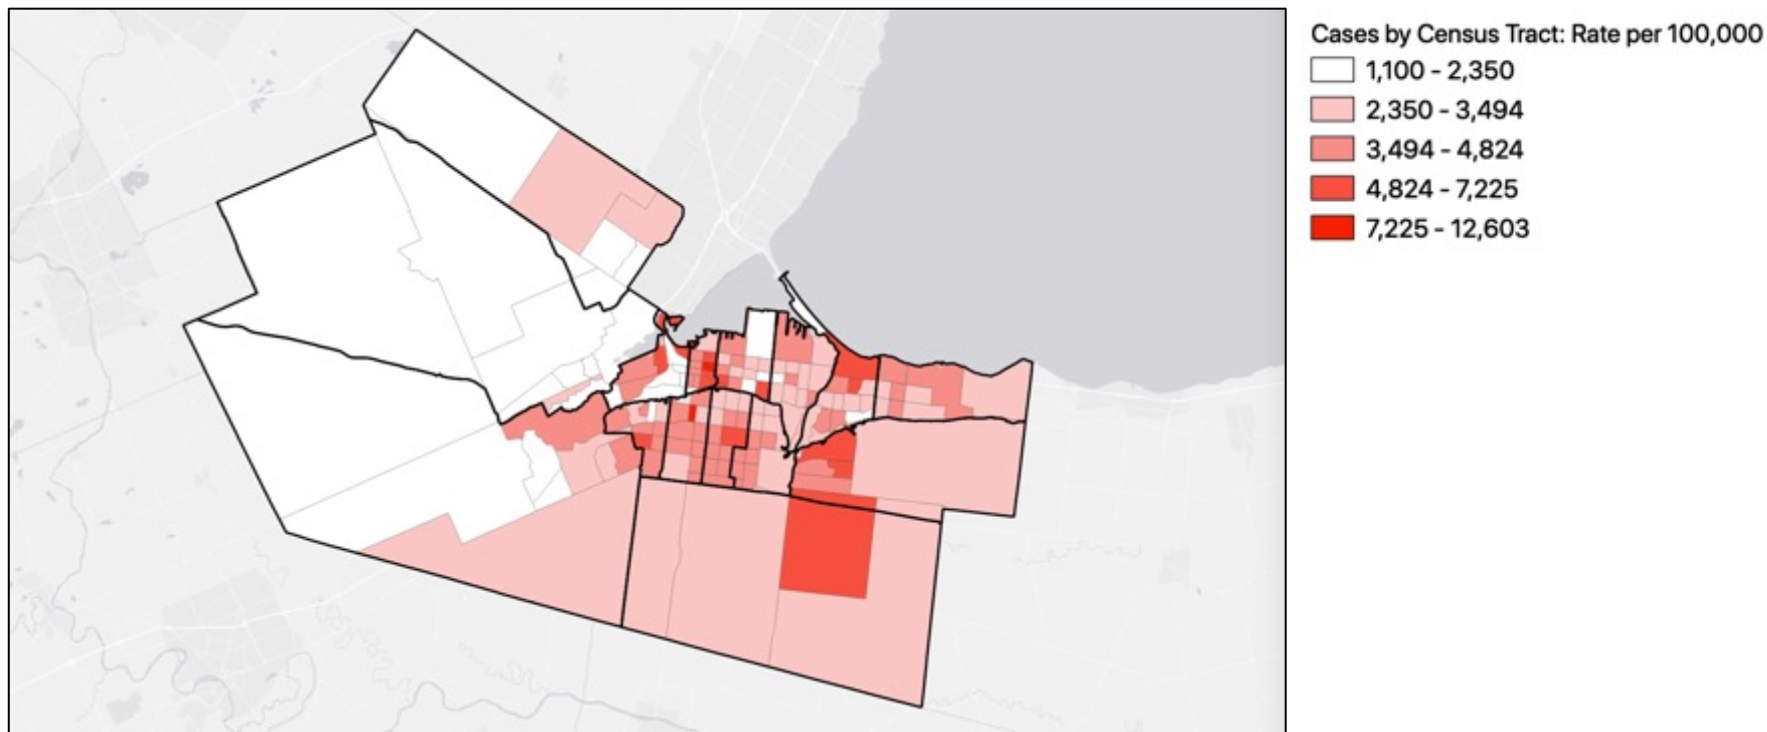 Cases by Census Tract: Rate per 100,000
1,100 - 2,350
2,350 - 3,494
3,494 - 4,824
4,824 - 7,225
7,225 - 12,603